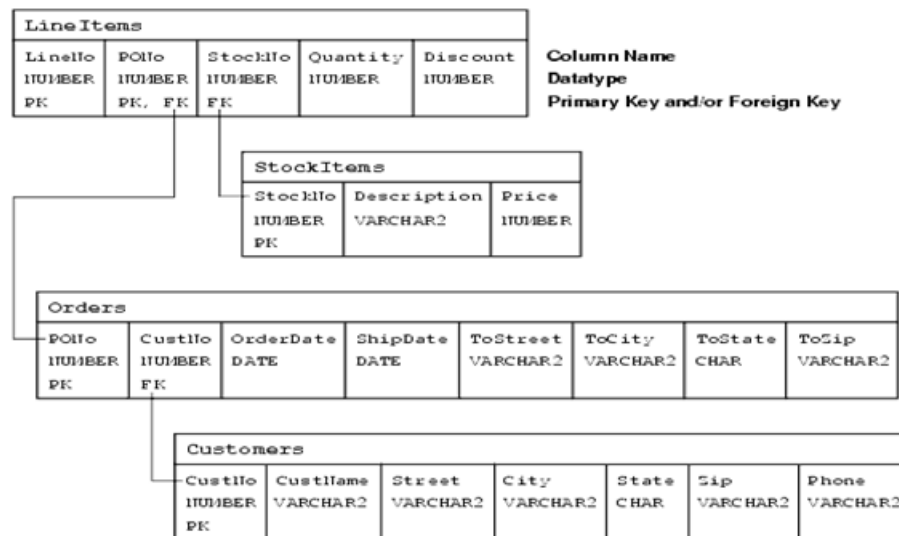 LineItems
LineNo PONo StockNo Quantity Discount Column Name
NUMBER NUMBER NUMBER NUMBER NUMBER Datatype
PK PK, FK FK Primary Key and/or Foreign Key
StockItems
StockNo Description Price
NUMBER VARCHAR2 NUMBER
PK
Orders
PONo CustNo OrderDate ShipDate ToStreet ToCity ToState ToZip
NUMBER NUMBER DATE DATE VARCHAR2 VARCHAR2 CHAR VARCHAR2
PK FK
Customers
CustNo CustName Street City State Zip Phone
NUMBER VARCHAR2 VARCHAR2 VARCHAR2 CHAR VARCHAR2 VARCHAR2
PK